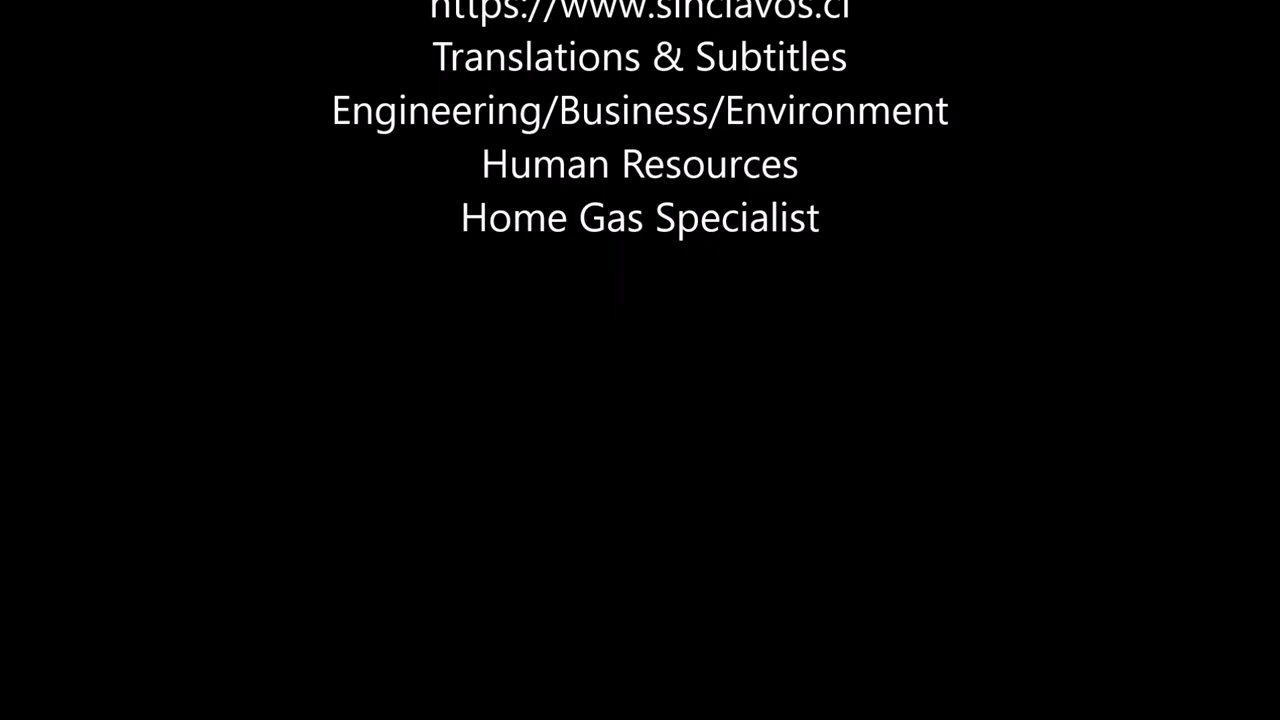 https://www.sinclavos.cl
Translations & Subtitles
Engineering/Business/Environment
Human Resources
Home Gas Specialist